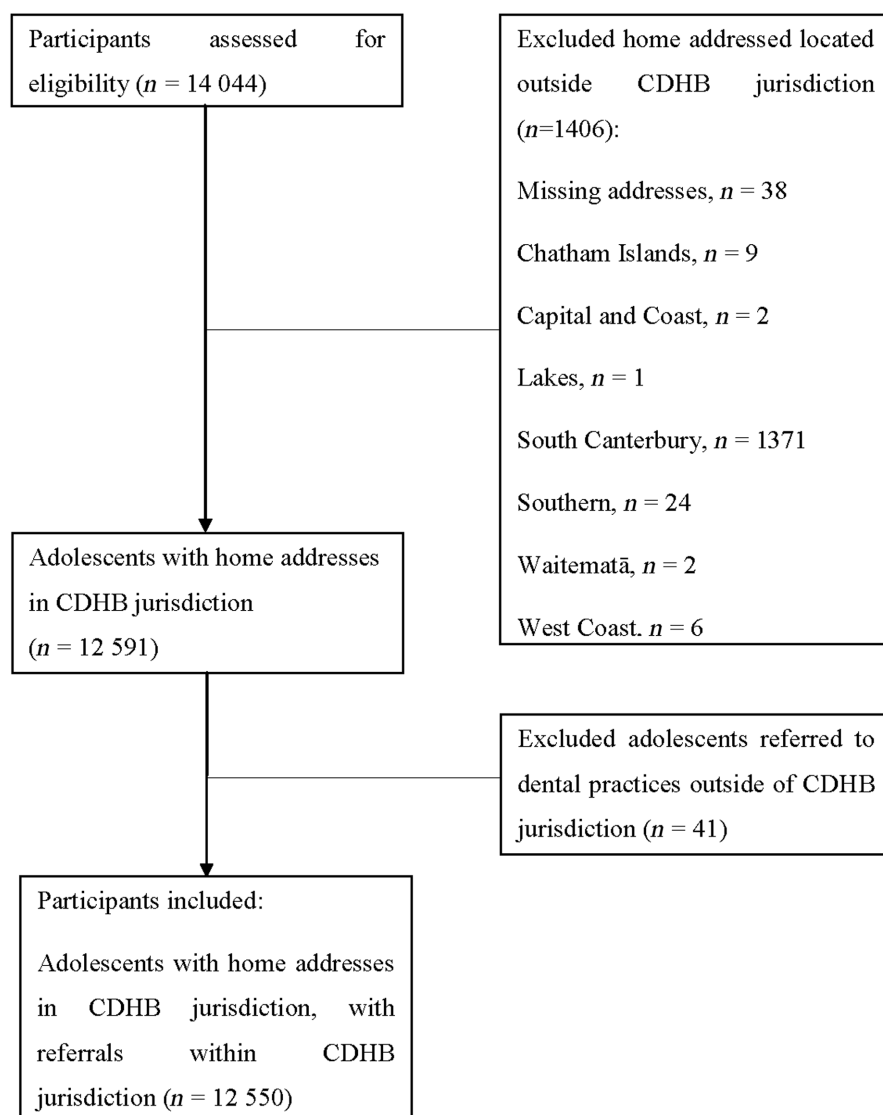 Participants assessed for
eligibility (n = 14 044)
Excluded home addressed located
outside CDHB jurisdiction
(n=1406):
Missing addresses, n = 38
Chatham Islands, n = 9
Capital and Coast, n = 2
Lakes, n = 1
South Canterbury, n = 1371
Southern, n = 24
Waitematā, n = 2
West Coast, n = 6
Adolescents with home addresses
in CDHB jurisdiction
(n = 12 591)
Excluded adolescents referred to
dental practices outside of CDHB
jurisdiction (n = 41)
Participants included:
Adolescents with home addresses
in CDHB jurisdiction, with
referrals within CDHB
jurisdiction (n = 12 550)